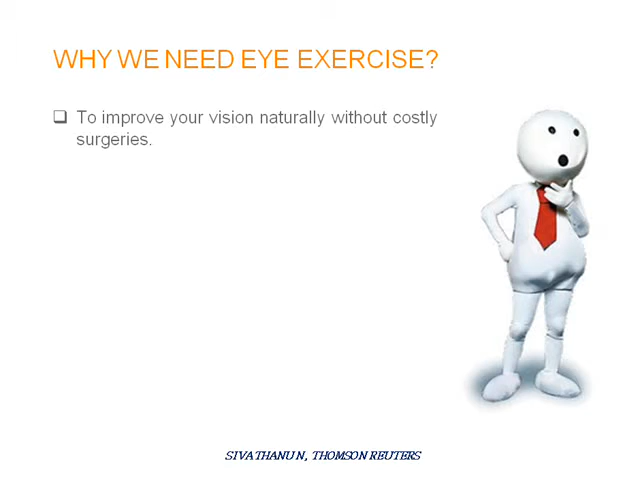 WHY WE NEED EYE EXERCISE?
To improve your vision naturally without costly
surgeries.
SIVATHANU N, THOMSON REUTERS